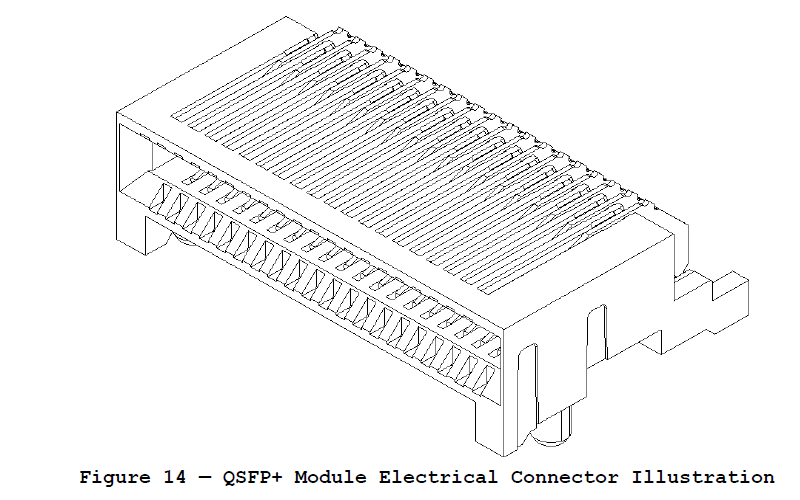 Figure 14 — QSFP+ Module Electrical Connector Illustration